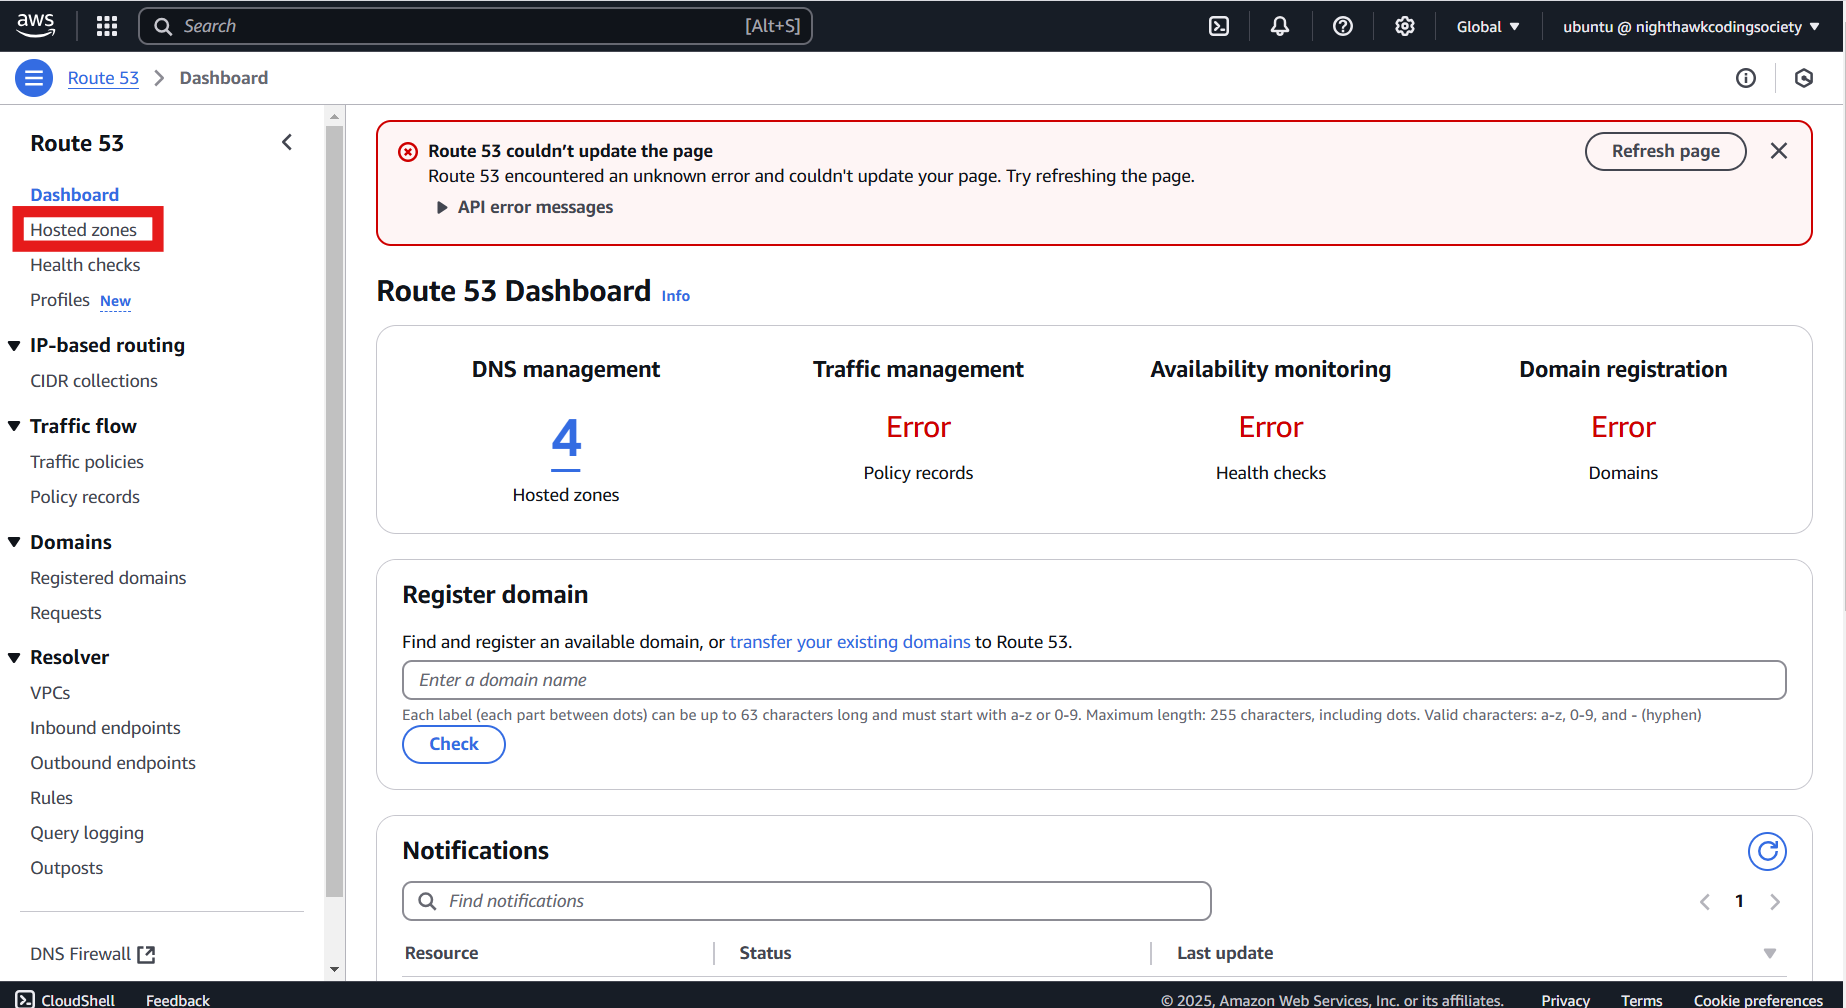 aws
Search [Alt+S]
Global
ubuntu @ nighthawkcodingsociety
Route 53 Dashboard
Route 53
Dashboard
Hosted zones
Health checks
Profiles New
IP-based routing
CIDR collections
Traffic flow
Traffic policies
Policy records
Domains
Registered domains
Requests
Resolver
VPCs
Inbound endpoints
Outbound endpoints
Rules
Query logging
Outposts
DNS Firewall
Route 53 couldn't update the page
Route 53 encountered an unknown error and couldn't update your page. Try refreshing the page.
API error messages
Refresh page
Route 53 Dashboard Info
DNS management
4
Hosted zones
Traffic management
Error
Policy records
Availability monitoring
Error
Health checks
Domain registration
Error
Domains
Register domain
Find and register an available domain, or transfer your existing domains to Route 53.
Enter a domain name
Each label (each part between dots) can be up to 63 characters long and must start with a-z or 0-9. Maximum length: 255 characters, including dots. Valid characters: a-z, 0-9, and - (hyphen)
Check
Notifications
Find notifications
1
Resource Status Last update
CloudShell Feedback © 2025, Amazon Web Services, Inc. or its affiliates. Privacy Terms Cookie preferences